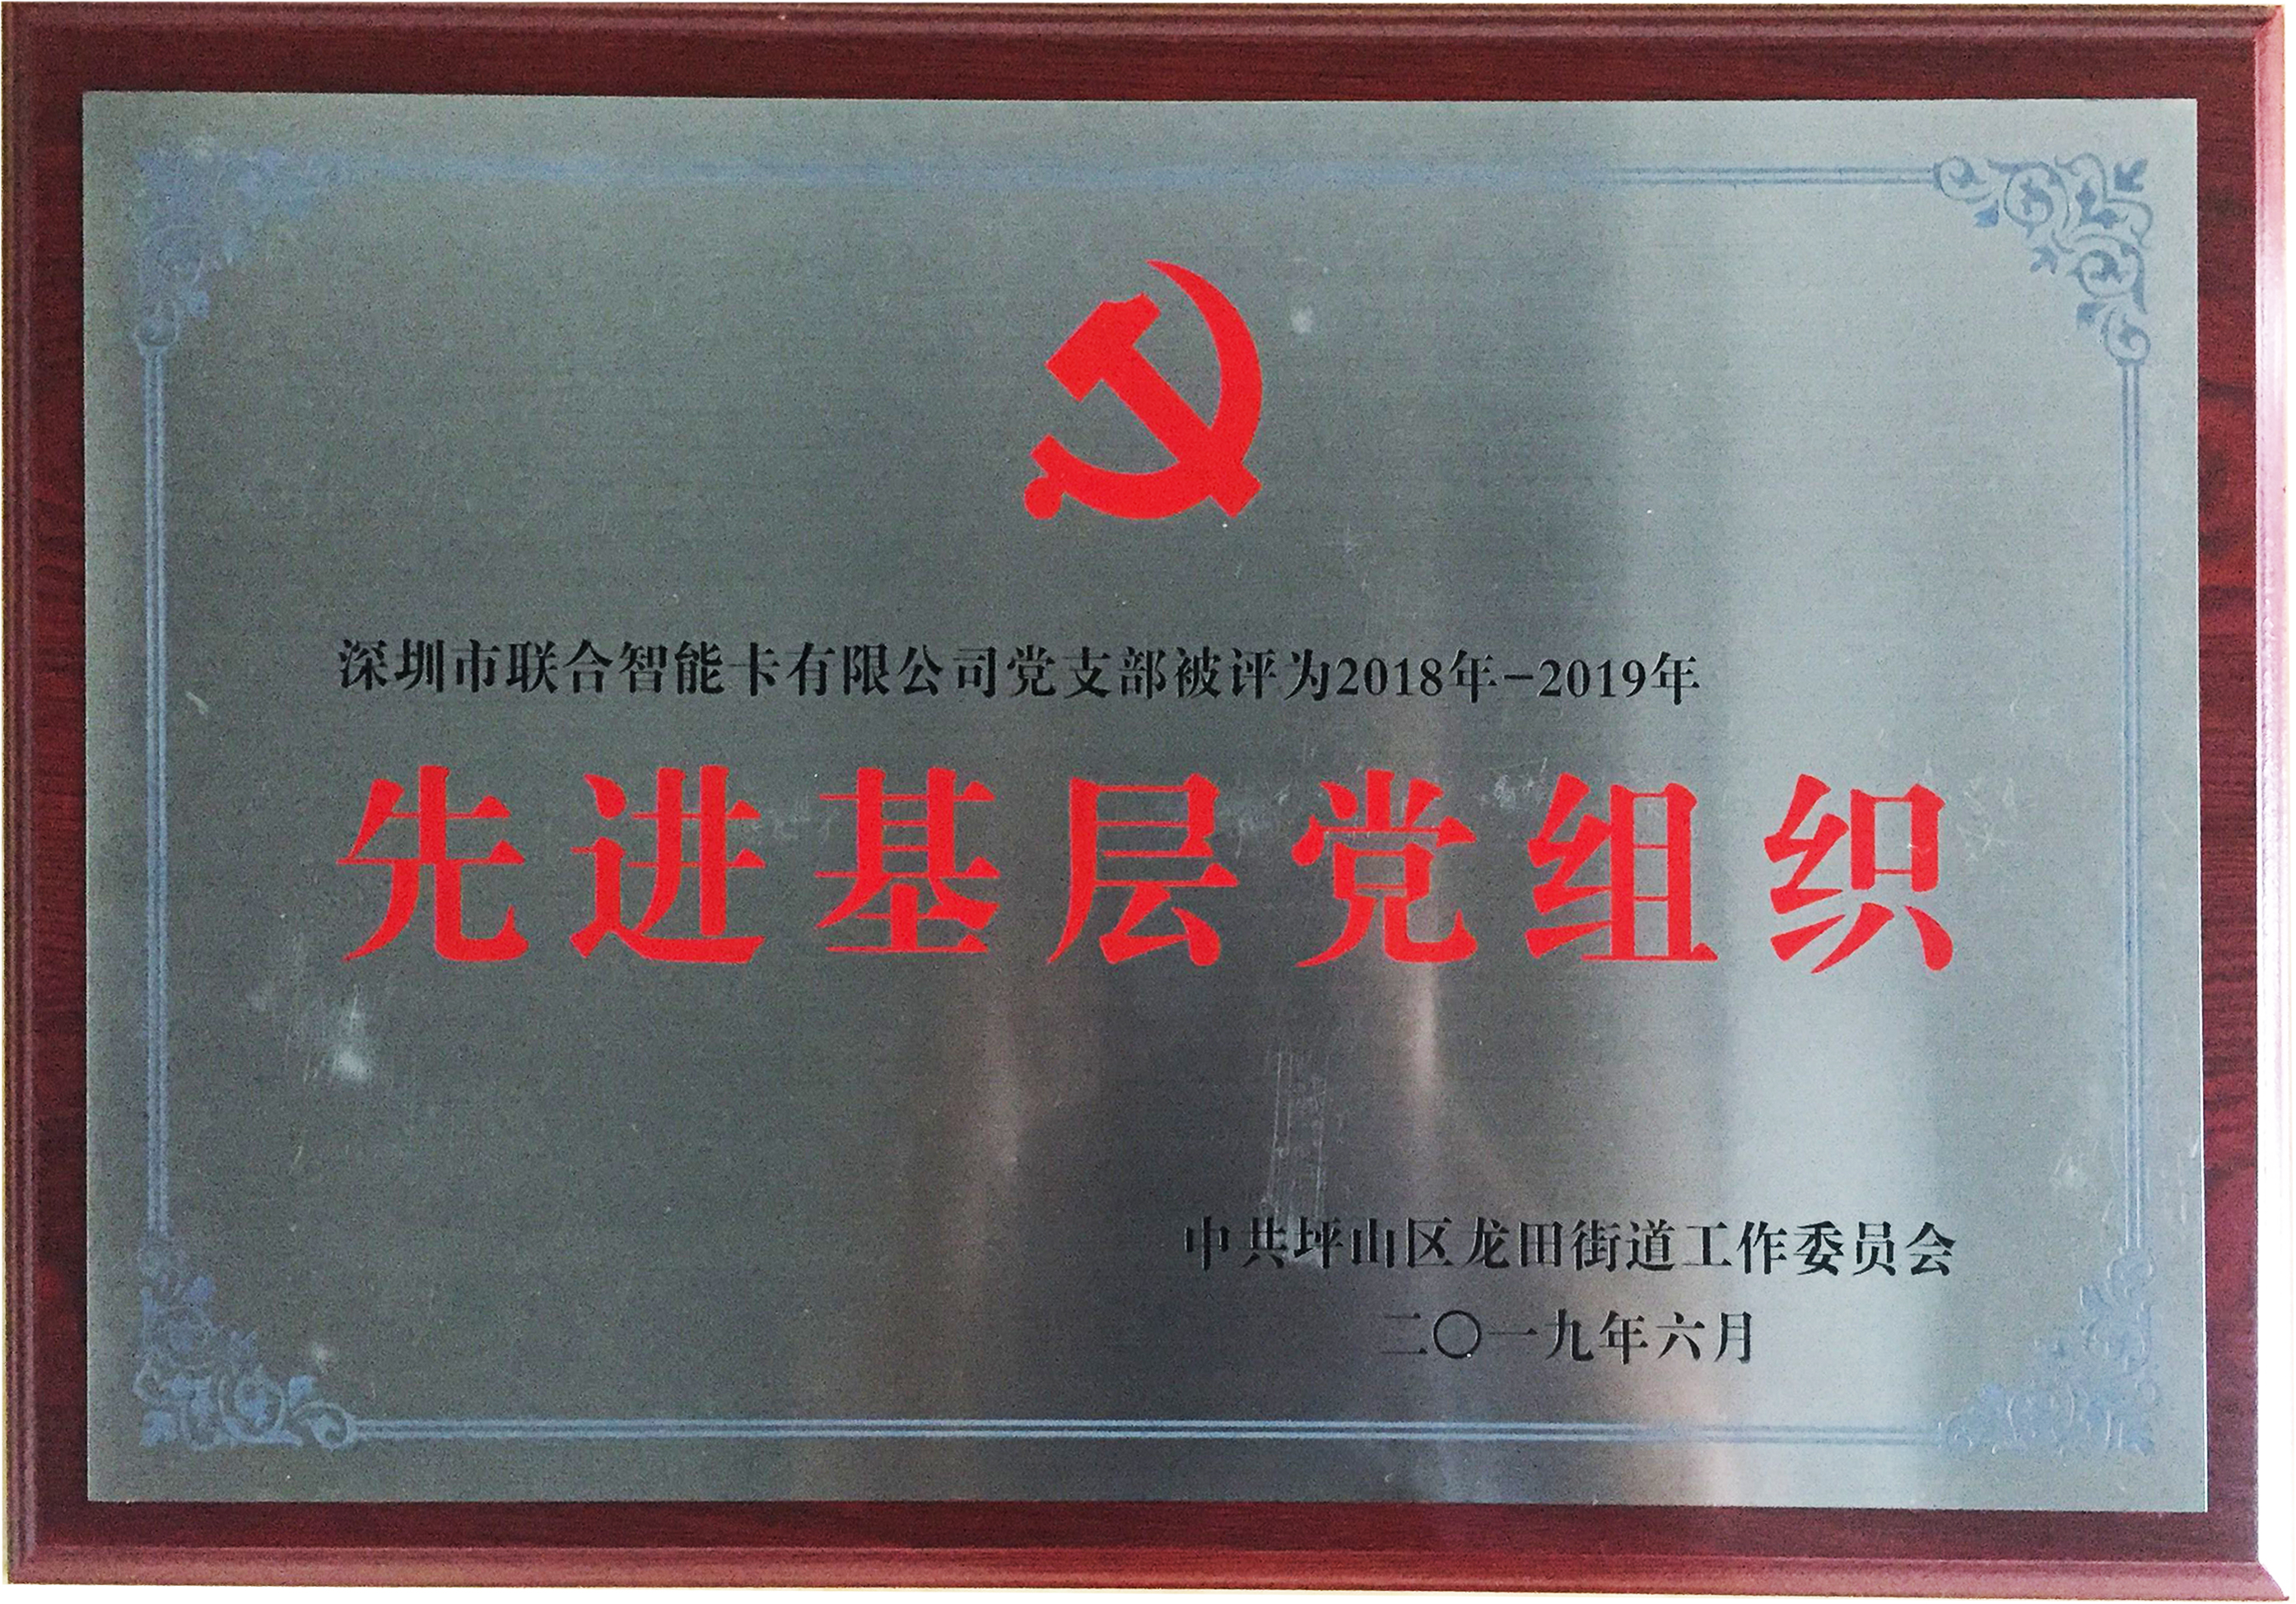 深圳市联合智能卡有限公司党支部被评为2018年-2019年
先进基层党组织
中共坪山区龙田街道工作委员会
二〇一九年六月